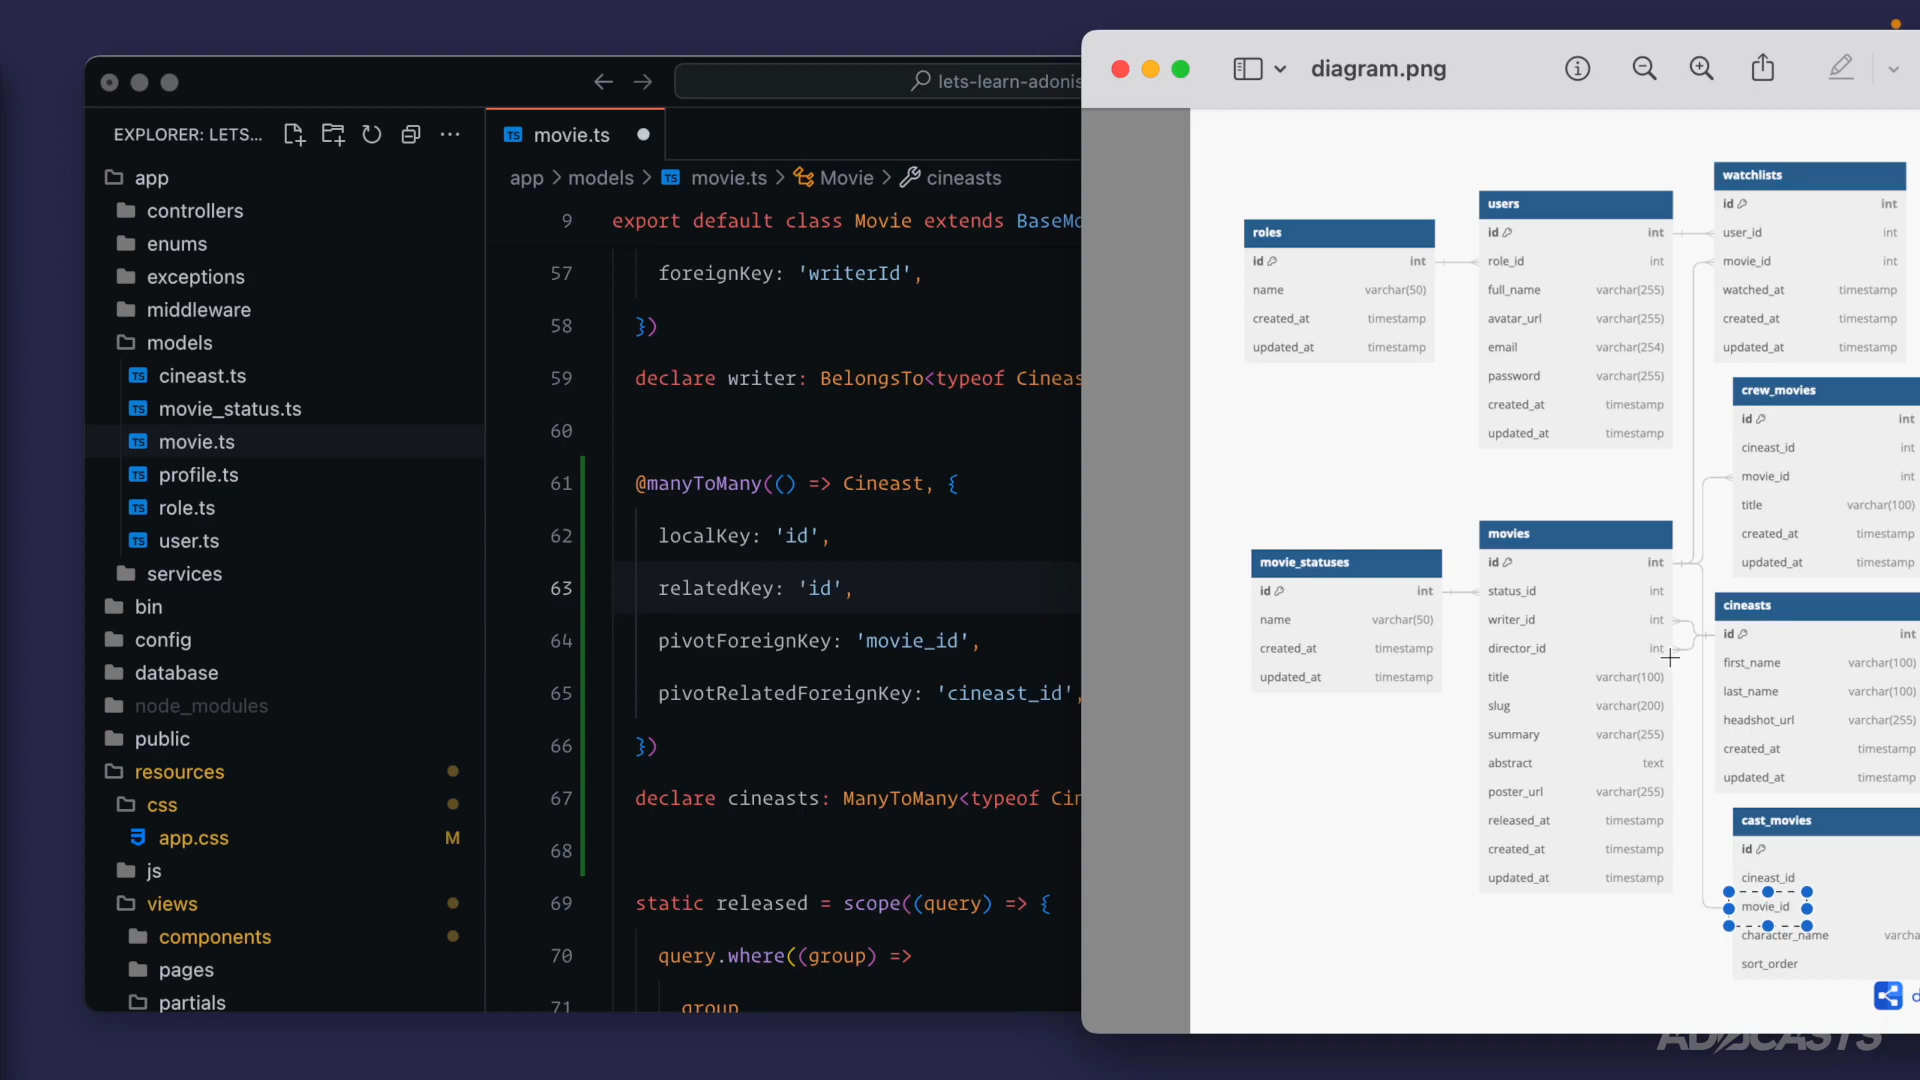 lets-learn-adonis
EXPLORER: LETS...
app
controllers
enums
exceptions
middleware
models
cineast.ts
movie_status.ts
movie.ts
profile.ts
role.ts
user.ts
services
bin
config
database
node_modules
public
resources
css
app.css M
js
views
components
pages
partials
TS movie.ts
app > models > TS movie.ts > Movie > cineasts
9 export default class Movie extends BaseMo
57 foreignKey: 'writerId',
58 })
59 declare writer: BelongsTo<typeof Cineas
60
61 @manyToMany(() => Cineast, {
62 localKey: 'id',
63 relatedKey: 'id',
64 pivotForeignKey: 'movie_id',
65 pivotRelatedForeignKey: 'cineast_id',
66 })
67 declare cineasts: ManyToMany<typeof Cin
68
69 static released = scope((query) => {
70 query.where((group) =>
71 group
diagram.png
roles
id int
name varchar(50)
created_at timestamp
updated_at timestamp
users
id int
role_id int
full_name varchar(255)
avatar_url varchar(255)
email varchar(254)
password varchar(255)
created_at timestamp
updated_at timestamp
watchlists
id int
user_id int
movie_id int
watched_at timestamp
created_at timestamp
updated_at timestamp
crew_movies
id int
cineast_id int
movie_id int
title varchar(100)
created_at timestamp
updated_at timestamp
movie_statuses
id int
name varchar(50)
created_at timestamp
updated_at timestamp
movies
id int
status_id int
writer_id int
director_id int
title varchar(100)
slug varchar(200)
summary varchar(255)
abstract text
poster_url varchar(255)
released_at timestamp
created_at timestamp
updated_at timestamp
cineasts
id int
first_name varchar(100)
last_name varchar(100)
headshot_url varchar(255)
created_at timestamp
updated_at timestamp
cast_movies
id
cineast_id
movie_id
character_name varcha
sort_order
d
ADOCASTS